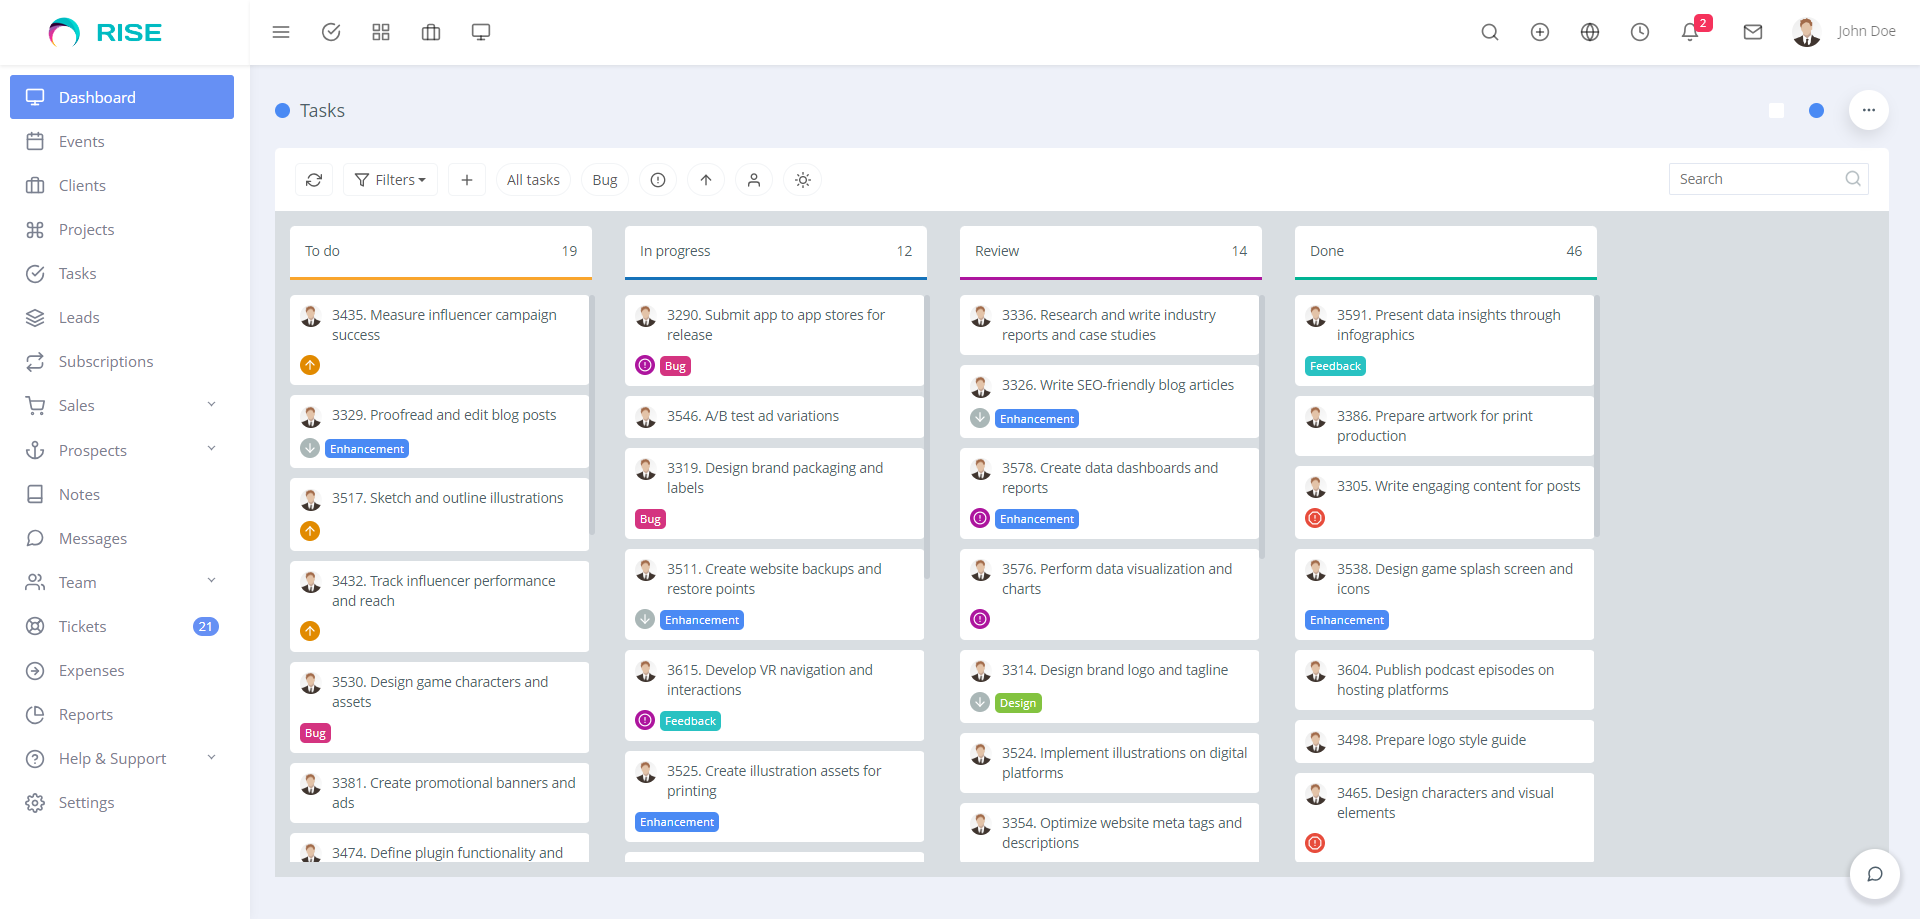 RISE
2
John Doe
Dashboard
Events
Clients
Projects
Tasks
Leads
Subscriptions
Sales
Prospects
Notes
Messages
Team
Tickets
21
Expenses
Reports
Help & Support
Settings
Tasks
Filters
All tasks
Bug
Search
To do
19
3435. Measure influencer campaign
success
3329. Proofread and edit blog posts
Enhancement
3517. Sketch and outline illustrations
3432. Track influencer performance
and reach
3530. Design game characters and
assets
Bug
3381. Create promotional banners and
ads
3474. Define plugin functionality and
In progress
12
3290. Submit app to app stores for
release
Bug
3546. A/B test ad variations
3319. Design brand packaging and
labels
Bug
3511. Create website backups and
restore points
Enhancement
3615. Develop VR navigation and
interactions
Feedback
3525. Create illustration assets for
printing
Enhancement
Review
14
3336. Research and write industry
reports and case studies
3326. Write SEO-friendly blog articles
Enhancement
3578. Create data dashboards and
reports
Enhancement
3576. Perform data visualization and
charts
3314. Design brand logo and tagline
Design
3524. Implement illustrations on digital
platforms
3354. Optimize website meta tags and
descriptions
Done
46
3591. Present data insights through
infographics
Feedback
3386. Prepare artwork for print
production
3305. Write engaging content for posts
3538. Design game splash screen and
icons
Enhancement
3604. Publish podcast episodes on
hosting platforms
3498. Prepare logo style guide
3465. Design characters and visual
elements